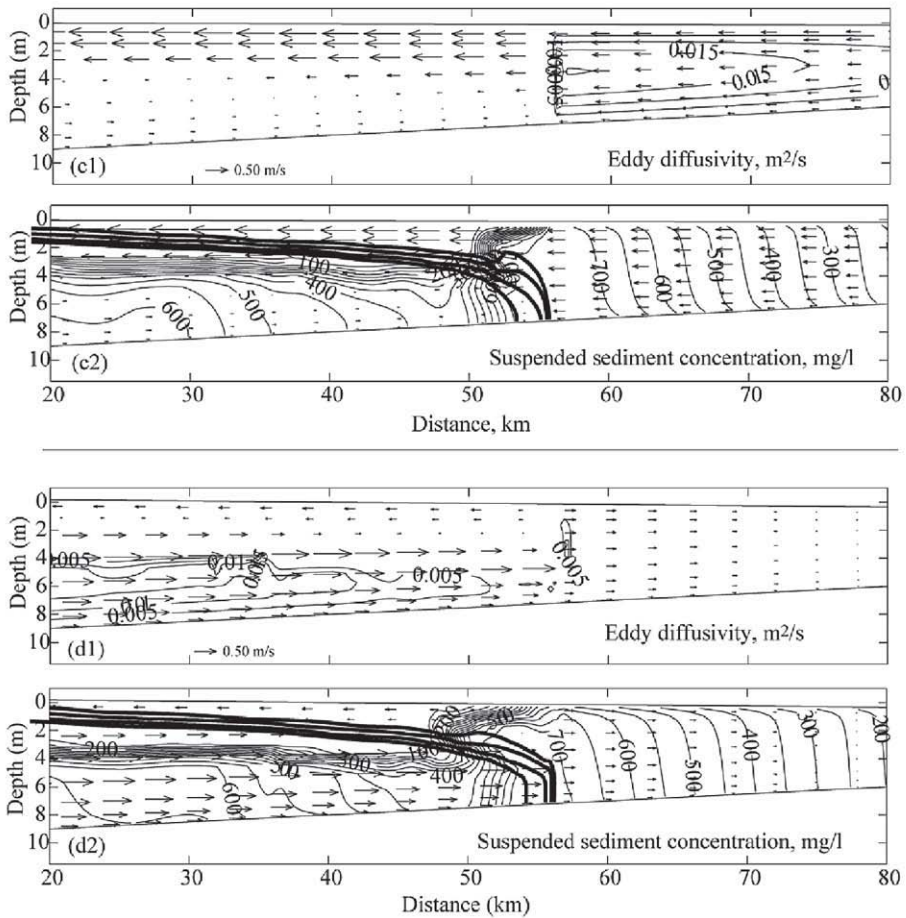 0
2
4
6
8
10
Depth (m)
0.015
0.015
(c1)
0.50 m/s
Eddy diffusivity, m²/s
0
2
4
6
8
10
Depth (m)
100
400
500
600
700
600
500
400
300
(c2)
Suspended sediment concentration, mg/l
20 30 40 50 60 70 80
Distance, km
0
2
4
6
8
10
Depth (m)
0.005
0.01
0.005
0.005
0.005
0.005
(d1)
0.50 m/s
Eddy diffusivity, m²/s
0
2
4
6
8
10
Depth (m)
200
300
100
400
600
700
600
500
400
300
200
(d2)
Suspended sediment concentration, mg/l
20 30 40 50 60 70 80
Distance (km)